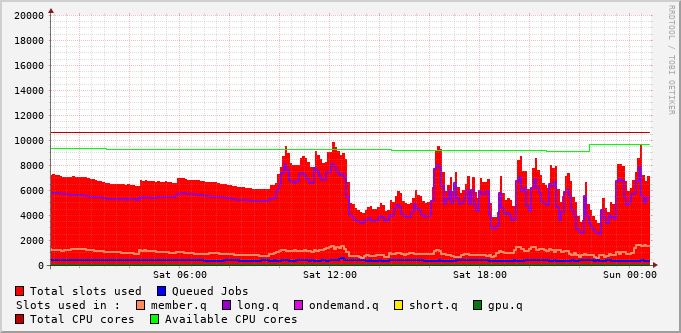 20000
18000
16000
14000
12000
10000
8000
6000
4000
2000
0
Sat 06:00 Sat 12:00 Sat 18:00 Sun 00:00
RRDTOOL / TOBI OETIKER
Total slots used Queued Jobs
Slots used in : member.q long.q ondemand.q short.q gpu.q
Total CPU cores Available CPU cores